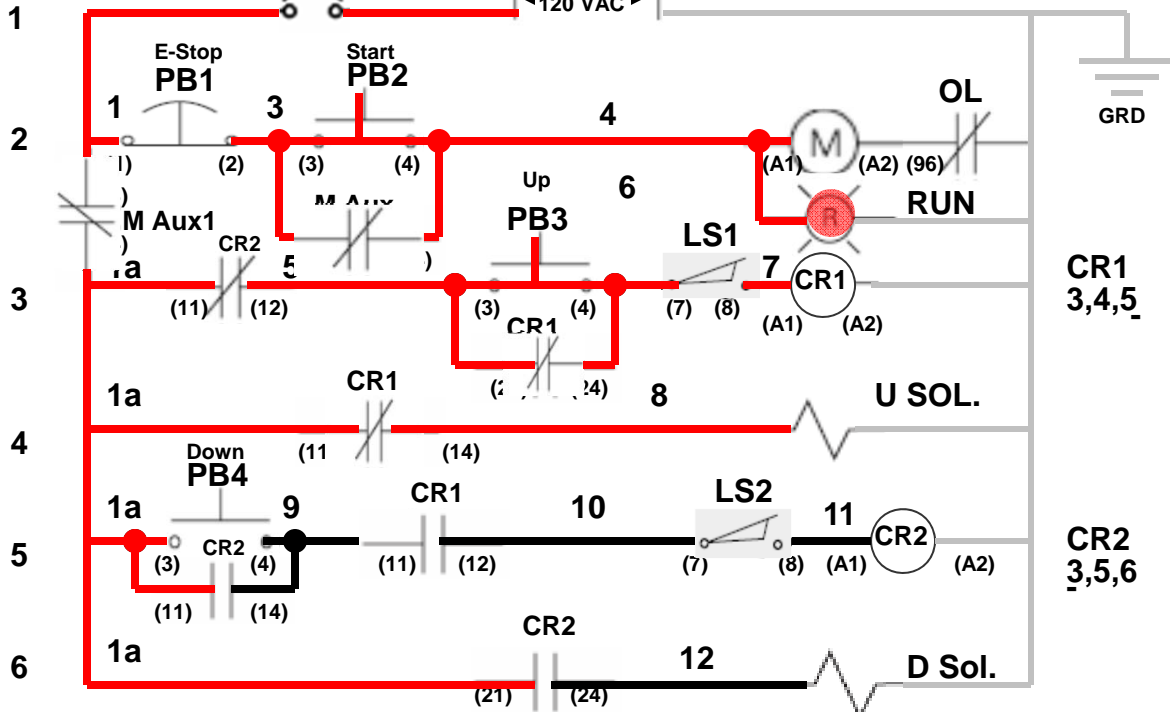 1
120 VAC
GRD
E-Stop
PB1
Start
PB2
1
3
4
OL
2
(2)
(3)
(4)
(A1)
M
(A2)
(96)
M Aux
R
RUN
M Aux1
Up
PB3
6
LS1
CR2
1a
5
7
CR1
CR1
3,4,5
3
(11)
(12)
(3)
(4)
(7)
(8)
(A1)
(A2)
CR1
24)
1a
CR1
8
U SOL.
4
(11
(14)
Down
PB4
1a
9
CR1
10
LS2
11
CR2
CR2
3,5,6
5
(3)
CR2
(4)
(11)
(12)
(7)
(8)
(A1)
(A2)
(11)
(14)
CR2
1a
12
D Sol.
6
(21)
(24)